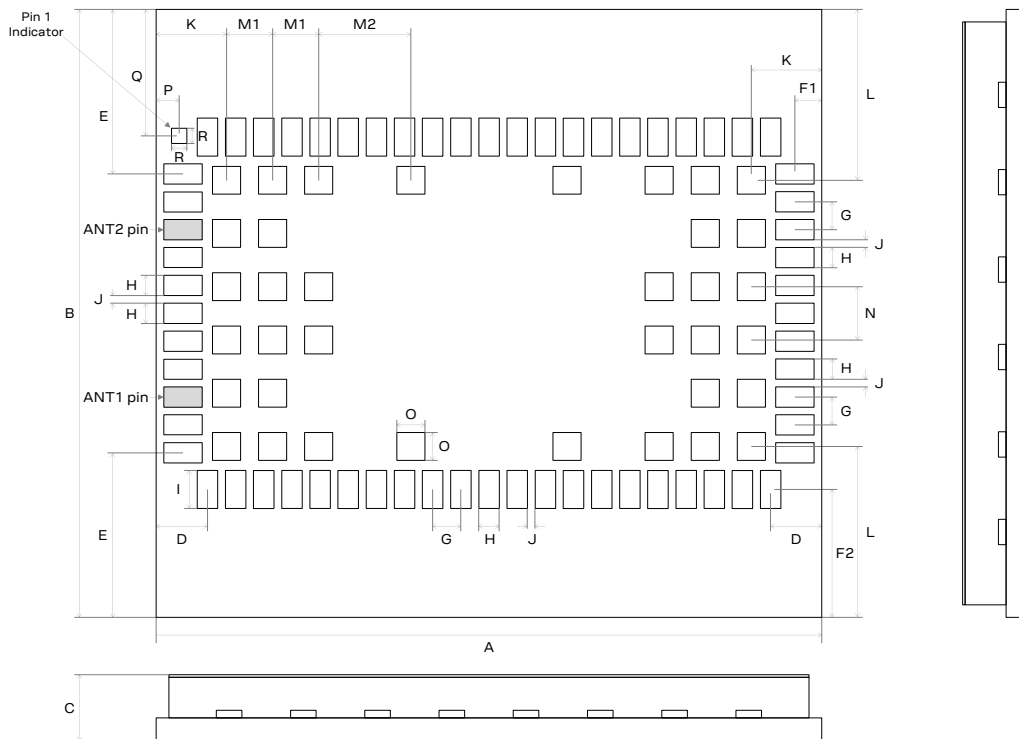 Pin 1
Indicator
K
M1
M1
M2
K
Q
P
E
F1
L
R
R
G
ANT2 pin
J
H
H
J
H
B
N
H
J
ANT1 pin
G
O
O
I
E
D
G
H
J
D
F2
L
A
C